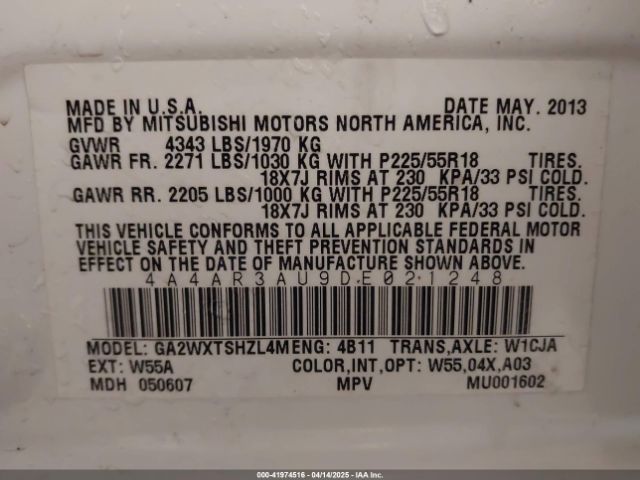 MADE IN U.S.A. DATE MAY. 2013
MFD BY MITSUBISHI MOTORS NORTH AMERICA, INC.
GVWR 4343 LBS/1970 KG
GAWR FR. 2271 LBS/1030 KG WITH P225/55R18 TIRES.
18X7J RIMS AT 230 KPA/33 PSI COLD.
GAWR RR. 2205 LBS/1000 KG WITH P225/55R18 TIRES.
18X7J RIMS AT 230 KPA/33 PSI COLD.
THIS VEHICLE CONFORMS TO ALL APPLICABLE FEDERAL MOTOR
VEHICLE SAFETY AND THEFT PREVENTION STANDARDS IN
EFFECT ON THE DATE OF MANUFACTURE SHOWN ABOVE.
4A4AR3AU9DE021248
MODEL: GA2WXTSHZL4M ENG: 4B11 TRANS,AXLE: W1CJA
EXT: W55A COLOR,INT,OPT: W55,04X,A03
MDH 050607 MPV MU001602
000-41974516 - 04/14/2025 - IAA Inc.